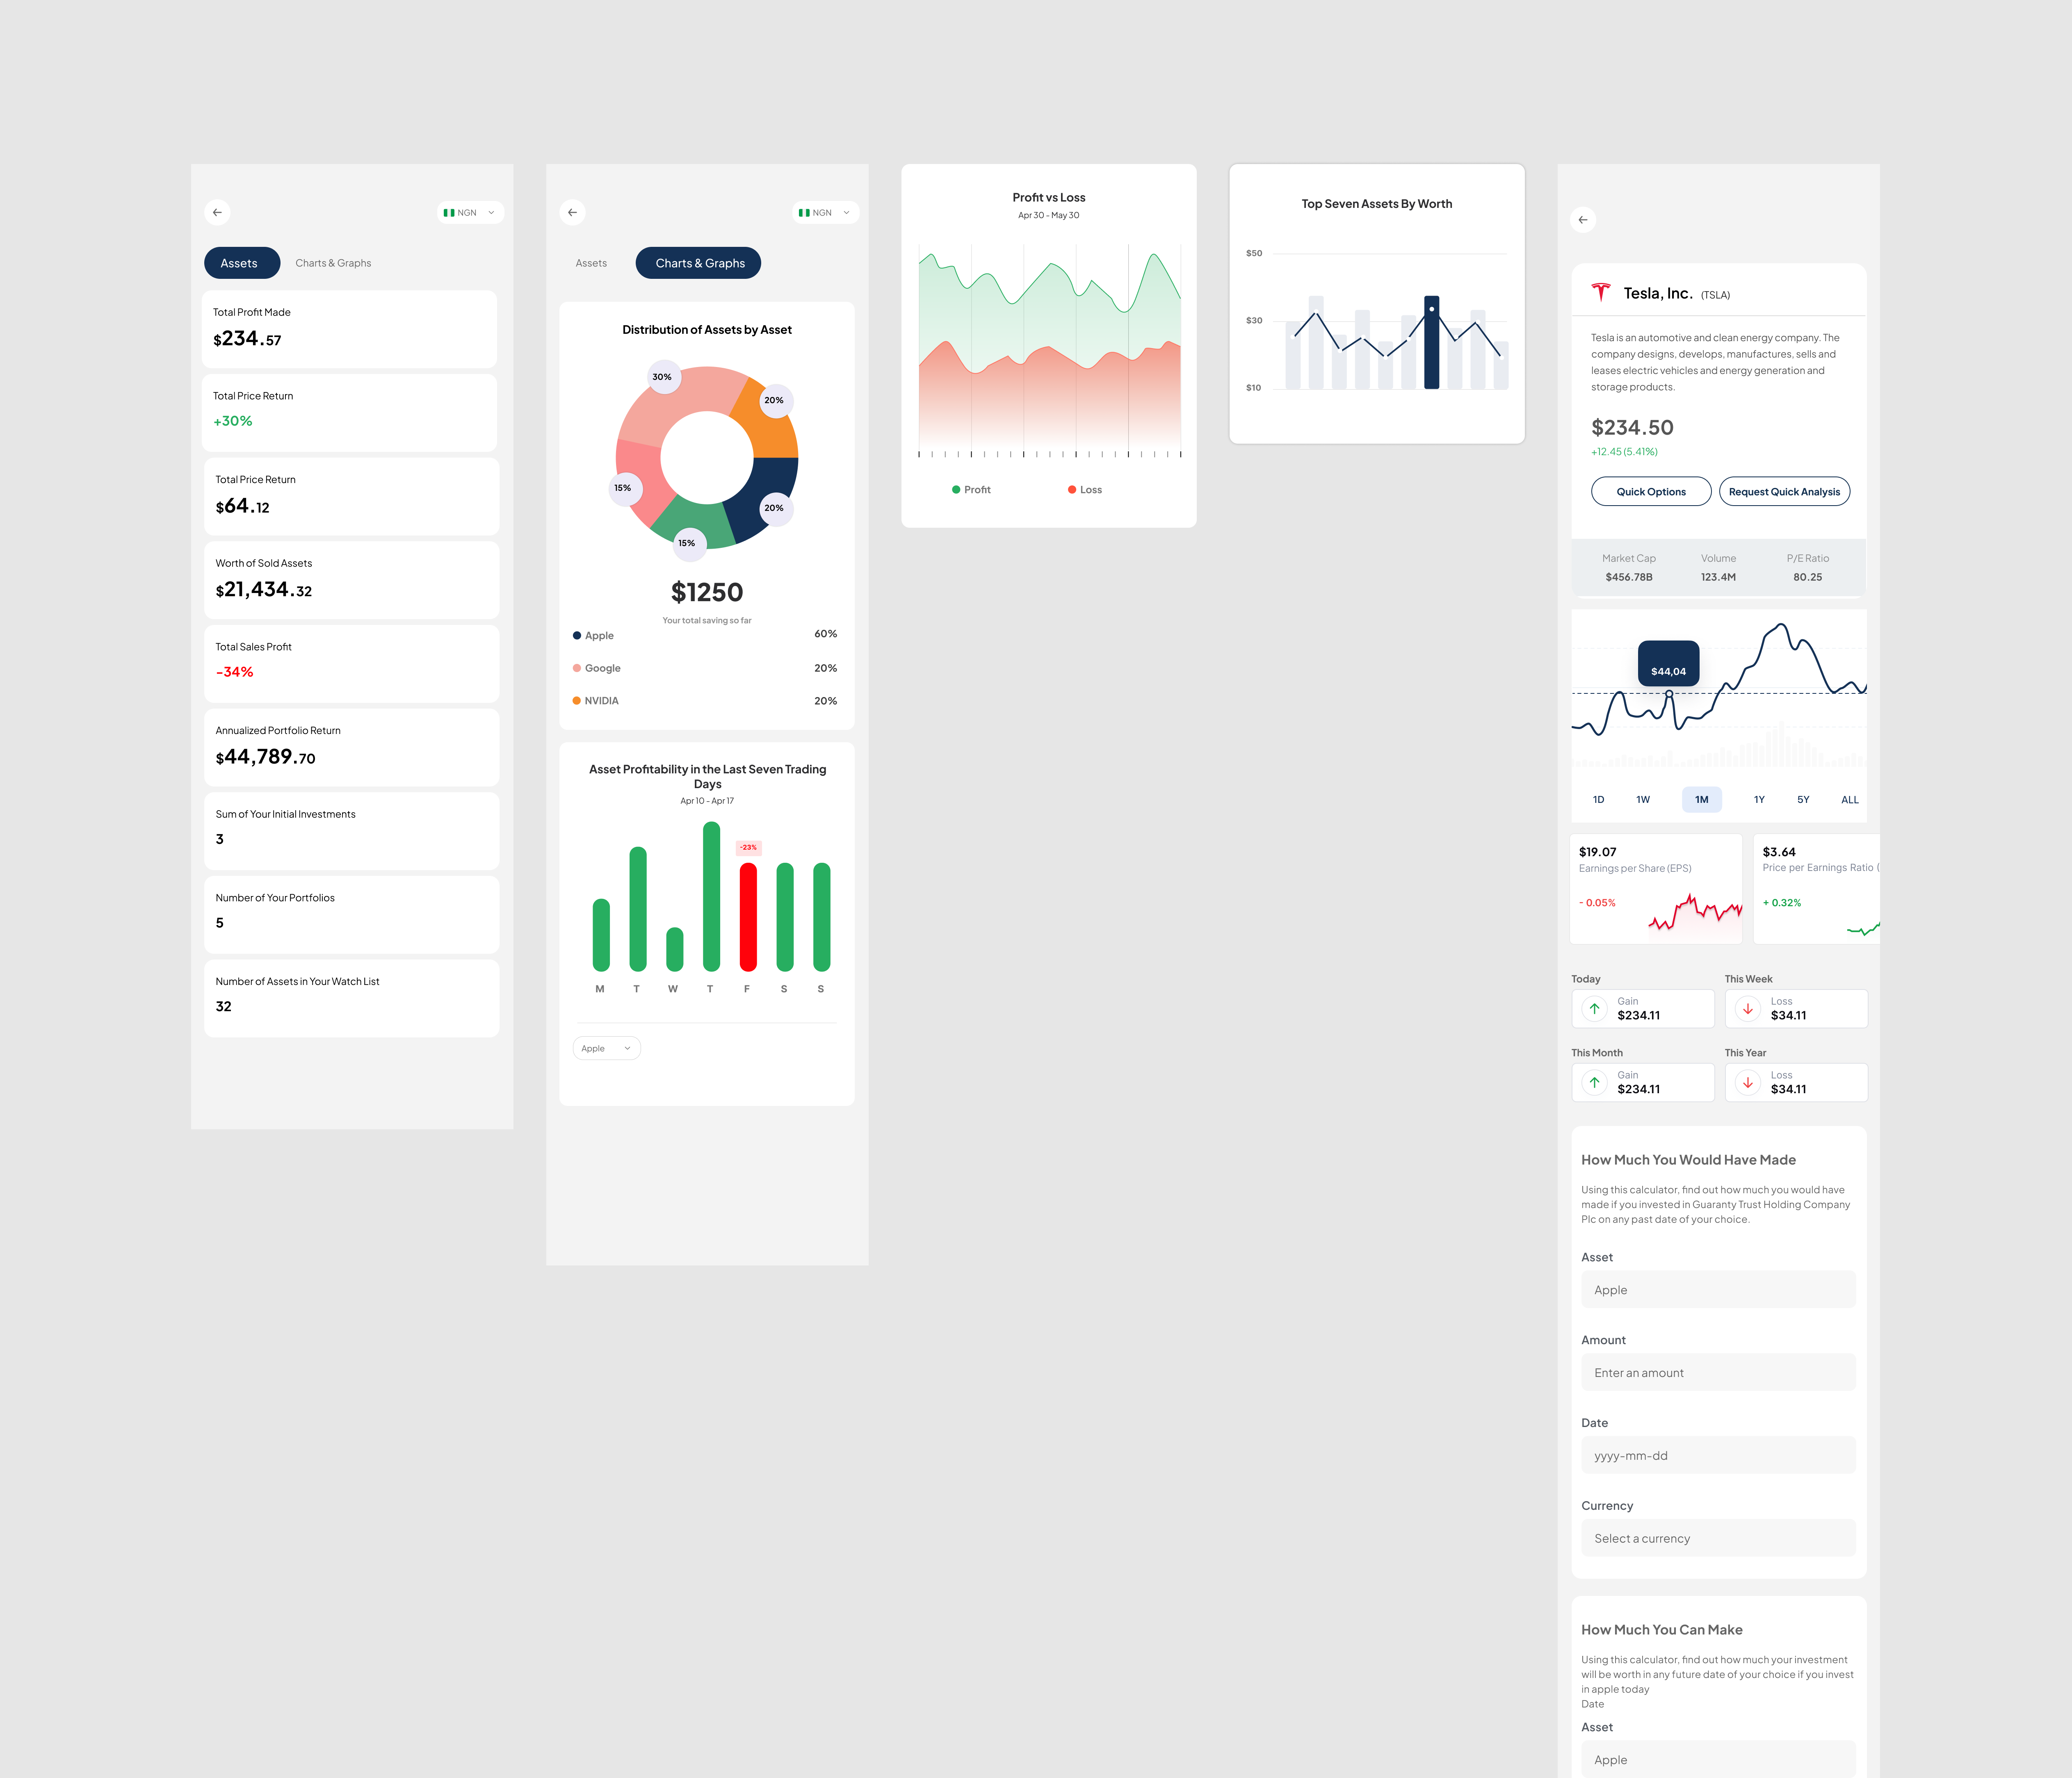 NGN
Assets
Charts & Graphs
Total Profit Made
$234.57
Total Price Return
+30%
Total Price Return
$64.12
Worth of Sold Assets
$21,434.32
Total Sales Profit
-34%
Annualized Portfolio Return
$44,789.70
Sum of Your Initial Investments
3
Number of Your Portfolios
5
Number of Assets in Your Watch List
32
NGN
Assets
Charts & Graphs
Distribution of Assets by Asset
30%
20%
15%
20%
15%
$1250
Your total saving so far
Apple 60%
Google 20%
NVIDIA 20%
Asset Profitability in the Last Seven Trading
Days
Apr 10 - Apr 17
-23%
M T W T F S S
Apple
Profit vs Loss
Apr 30 - May 30
Profit
Loss
Top Seven Assets By Worth
$50
$30
$10
Tesla, Inc. (TSLA)
Tesla is an automotive and clean energy company. The
company designs, develops, manufactures, sells and
leases electric vehicles and energy generation and
storage products.
$234.50
+12.45 (5.41%)
Quick Options
Request Quick Analysis
Market Cap Volume P/E Ratio
$456.78B 123.4M 80.25
$44,04
1D 1W 1M 1Y 5Y ALL
$19.07
Earnings per Share (EPS)
- 0.05%
$3.64
Price per Earnings Ratio (
+ 0.32%
Today
Gain
$234.11
This Week
Loss
$34.11
This Month
Gain
$234.11
This Year
Loss
$34.11
How Much You Would Have Made
Using this calculator, find out how much you would have
made if you invested in Guaranty Trust Holding Company
Plc on any past date of your choice.
Asset
Apple
Amount
Enter an amount
Date
yyyy-mm-dd
Currency
Select a currency
How Much You Can Make
Using this calculator, find out how much your investment
will be worth in any future date of your choice if you invest
in apple today
Date
Asset
Apple